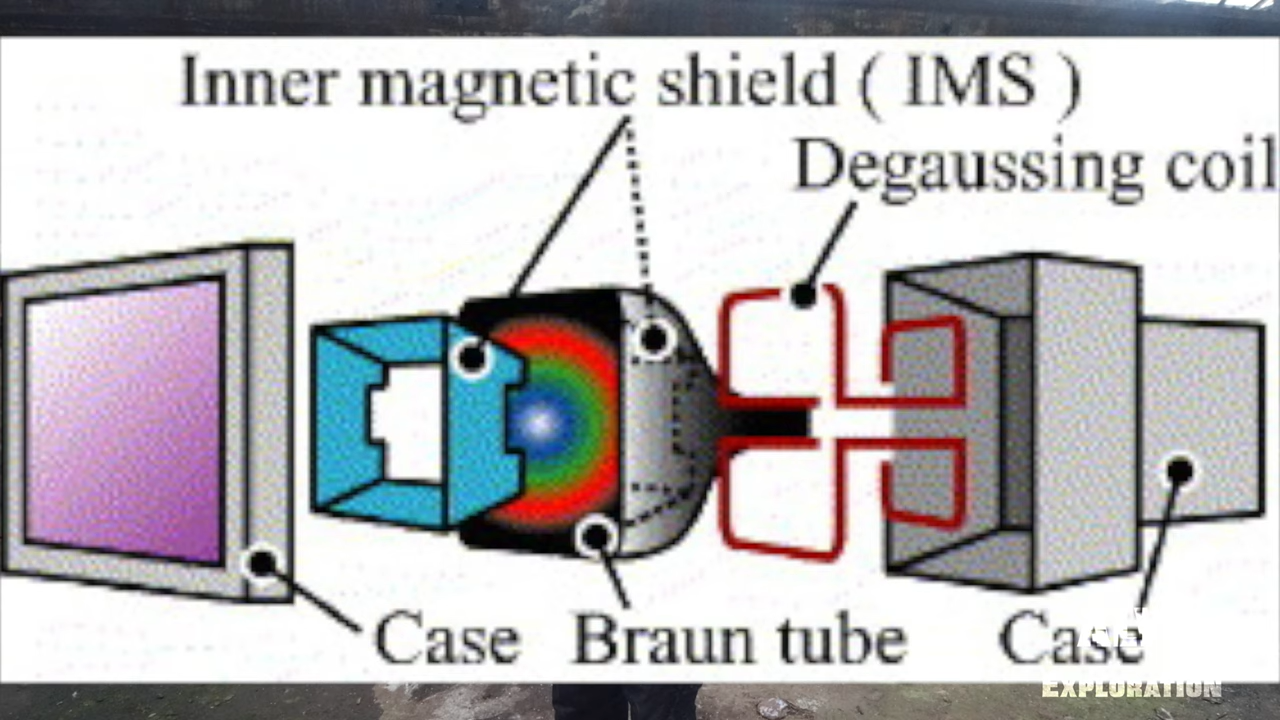 Inner magnetic shield ( IMS )
Degaussing coil
Case
Braun tube
Case
EXPLORATION